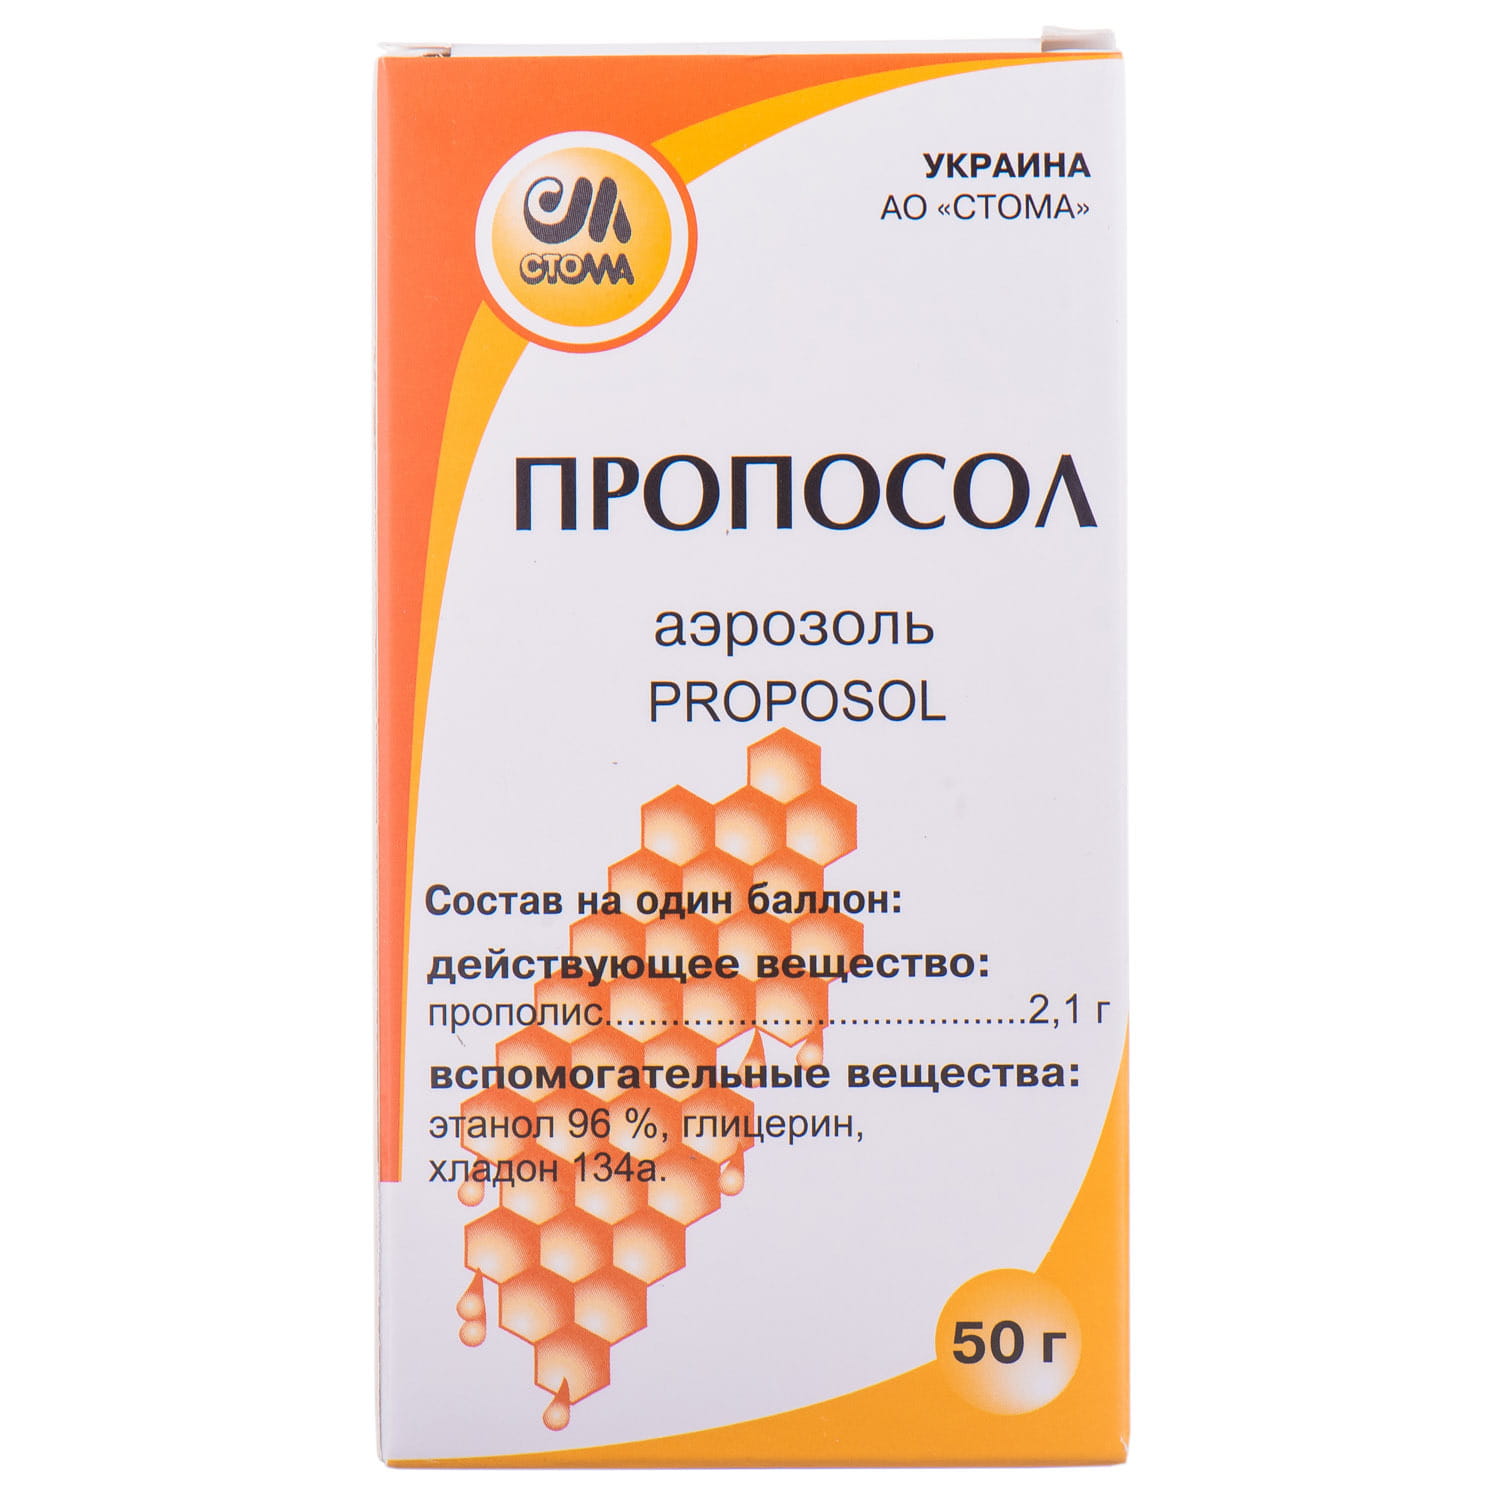 УКРАИНА
АО «СТОМА»
СТОМА
ПРОПОСОЛ
аэрозоль
PROPOSOL
Состав на один баллон:
действующее вещество:
прополис.......................................2,1 г
вспомогательные вещества:
этанол 96 %, глицерин,
хладон 134а.
50 г